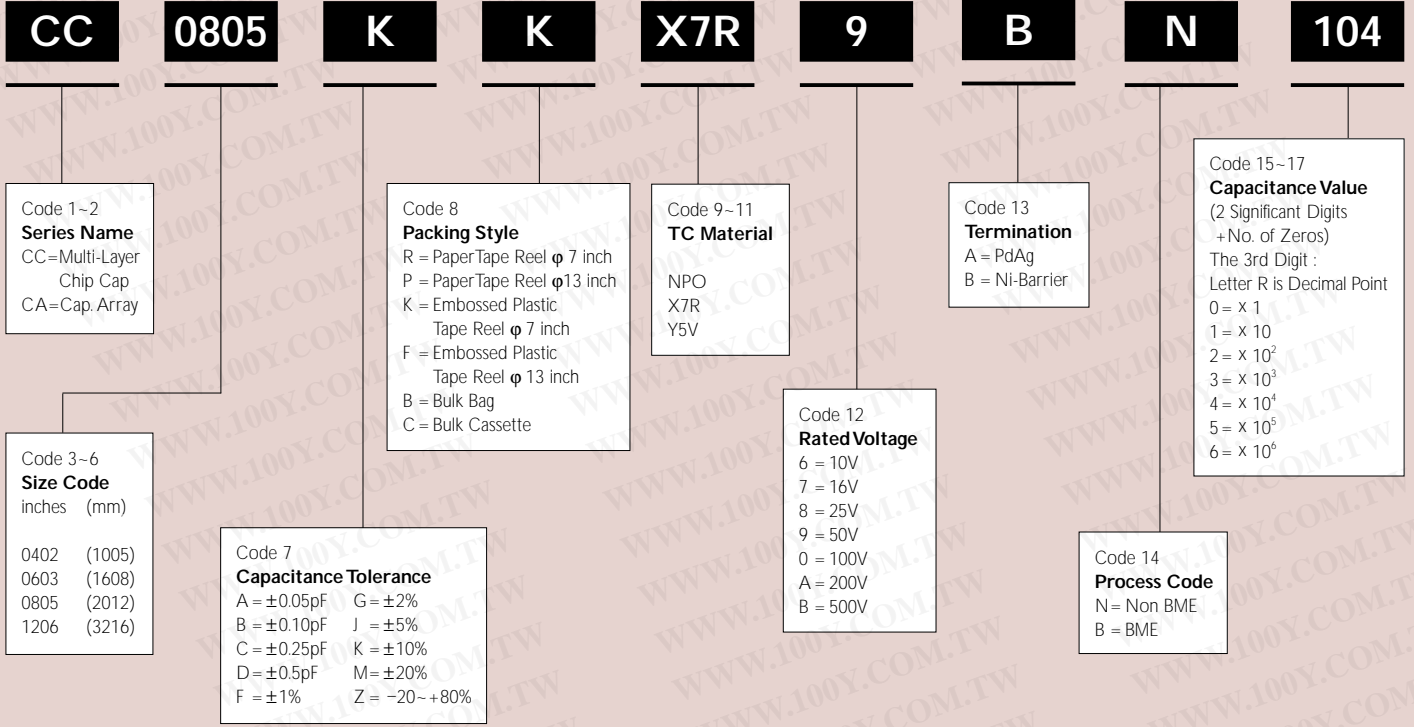 CC 0805 K K X7R 9 B N 104
Code 1~2
Series Name
CC=Multi-Layer
Chip Cap
CA=Cap. Array
Code 3~6
Size Code
inches (mm)
0402 (1005)
0603 (1608)
0805 (2012)
1206 (3216)
Code 7
Capacitance Tolerance
A = ±0.05pF G = ±2%
B = ±0.10pF J = ±5%
C = ±0.25pF K = ±10%
D = ±0.5pF M = ±20%
F = ±1% Z = −20~+80%
Code 8
Packing Style
R = PaperTape Reel φ 7 inch
P = PaperTape Reel φ13 inch
K = Embossed Plastic
Tape Reel φ 7 inch
F = Embossed Plastic
Tape Reel φ 13 inch
B = Bulk Bag
C = Bulk Cassette
Code 9~11
TC Material
NPO
X7R
Y5V
Code 12
Rated Voltage
6 = 10V
7 = 16V
8 = 25V
9 = 50V
0 = 100V
A = 200V
B = 500V
Code 13
Termination
A = PdAg
B = Ni-Barrier
Code 14
Process Code
N = Non BME
B = BME
Code 15~17
Capacitance Value
(2 Significant Digits
+No. of Zeros)
The 3rd Digit :
Letter R is Decimal Point
0 = x 1
1 = x 10
2 = x 10²
3 = x 10³
4 = x 10⁴
5 = x 10⁵
6 = x 10⁶
WWW.100Y.COM.TW